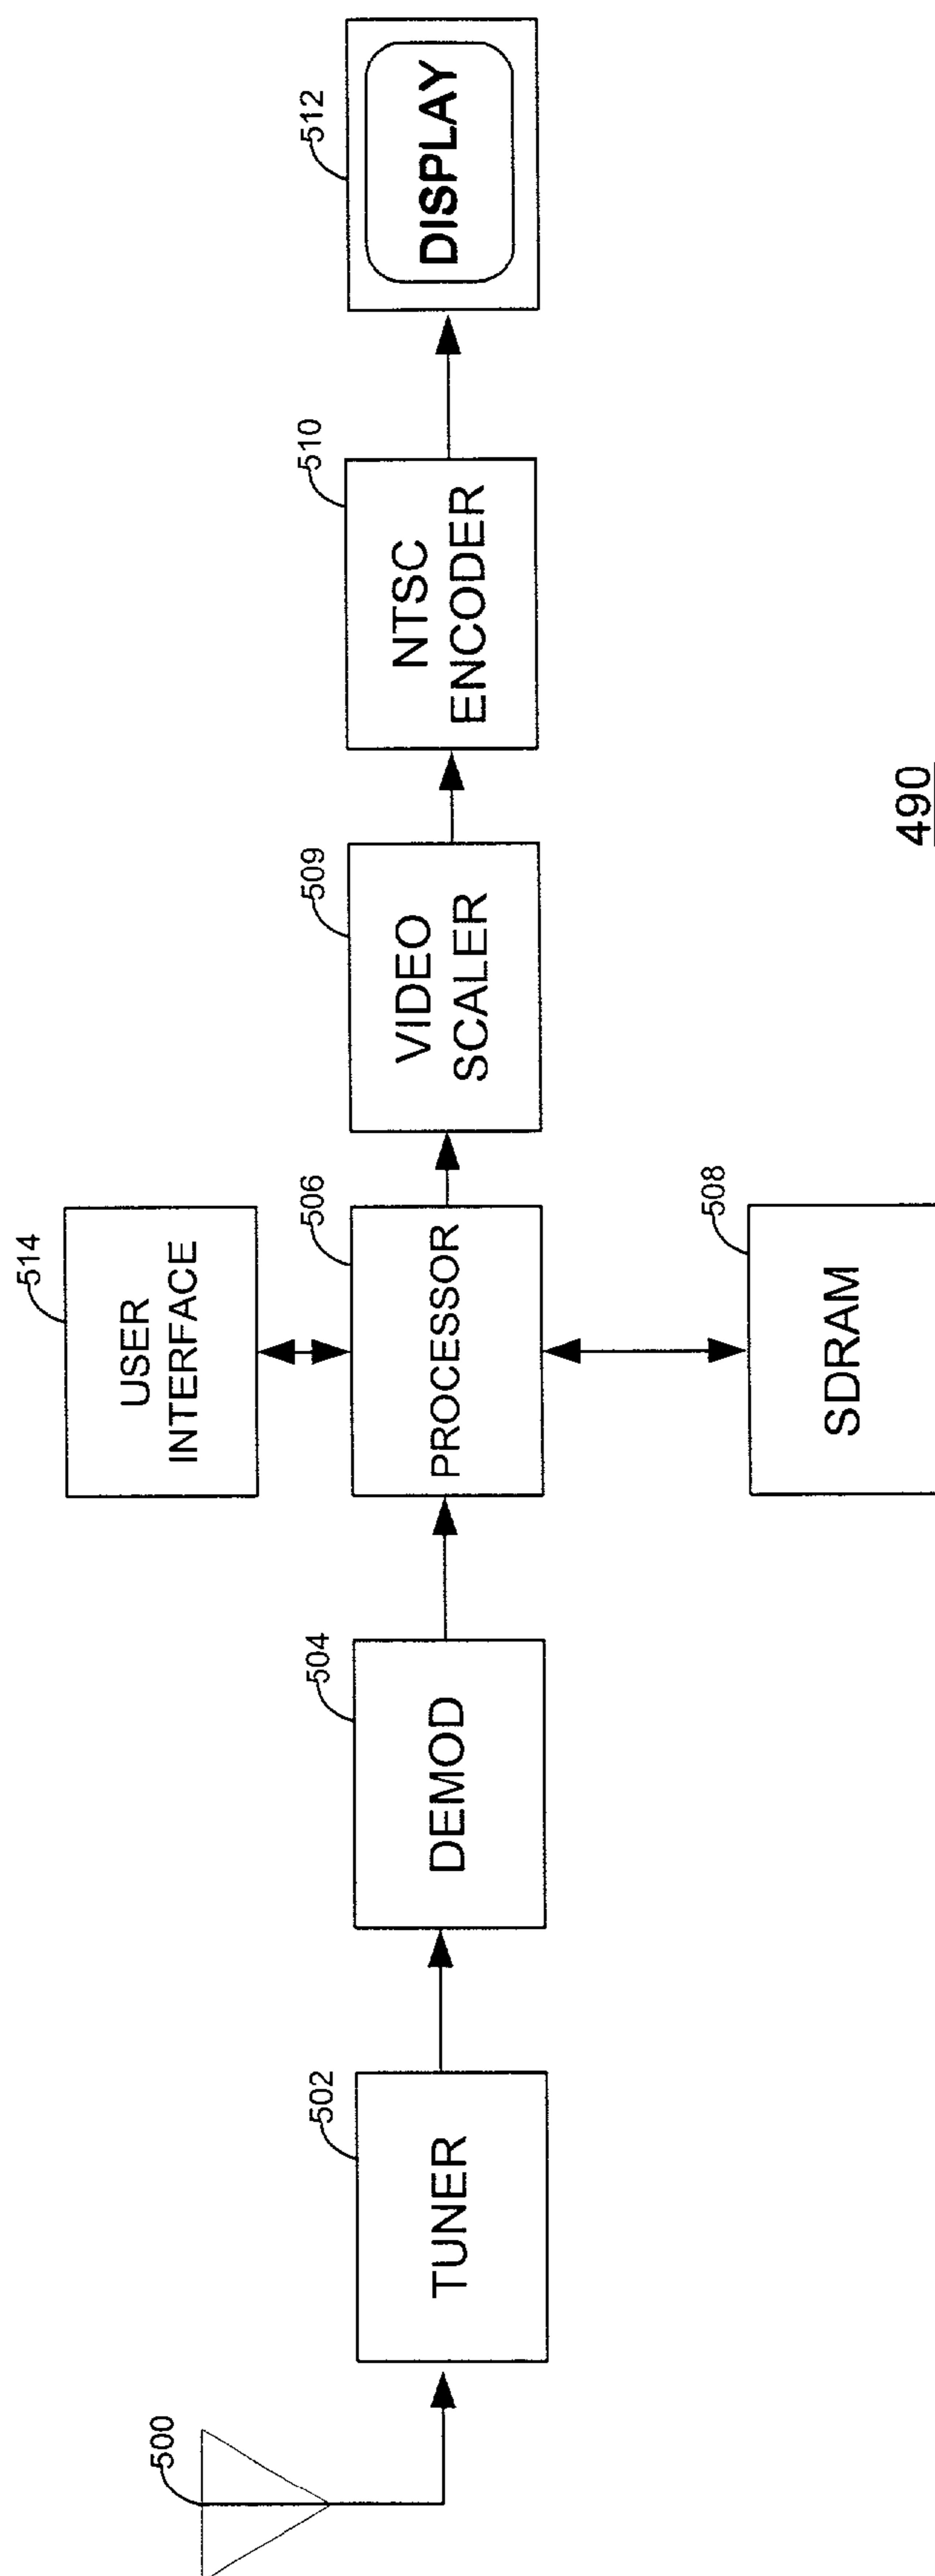 514
USER
INTERFACE
500
502
TUNER
504
DEMOD
506
PROCESSOR
509
VIDEO
SCALER
510
NTSC
ENCODER
512
DISPLAY
508
SDRAM
490